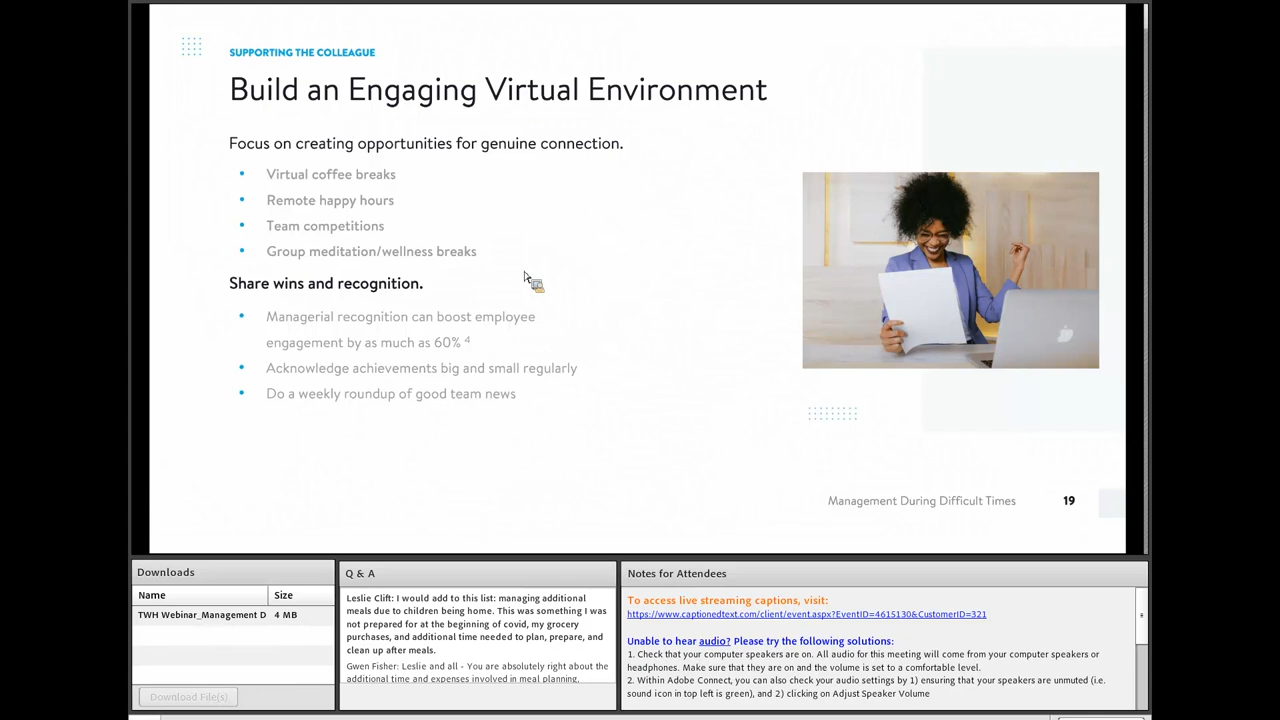 SUPPORTING THE COLLEAGUE
Build an Engaging Virtual Environment
Focus on creating opportunities for genuine connection.
• Virtual coffee breaks
• Remote happy hours
• Team competitions
• Group meditation/wellness breaks
Share wins and recognition.
• Managerial recognition can boost employee
engagement by as much as 60% ⁴
• Acknowledge achievements big and small regularly
• Do a weekly roundup of good team news
Management During Difficult Times 19
Downloads
Name Size
TWH Webinar_Management D 4 MB
Download File(s)
Q & A
Leslie Clift: I would add to this list: managing additional
meals due to children being home. This was something I was
not prepared for at the beginning of covid, my grocery
purchases, and additional time needed to plan, prepare, and
clean up after meals.
Gwen Fisher: Leslie and all - You are absolutely right about the
additional time and expenses involved in meal planning.
Notes for Attendees
To access live streaming captions, visit:
https://www.captionedtext.com/client/event.aspx?EventID=4615130&CustomerID=321
Unable to hear audio? Please try the following solutions:
1. Check that your computer speakers are on. All audio for this meeting will come from your computer speakers or
headphones. Make sure that they are on and the volume is set to a comfortable level.
2. Within Adobe Connect, you can also check your audio settings by 1) ensuring that your speakers are unmuted (i.e.
sound icon in top left is green), and 2) clicking on Adjust Speaker Volume